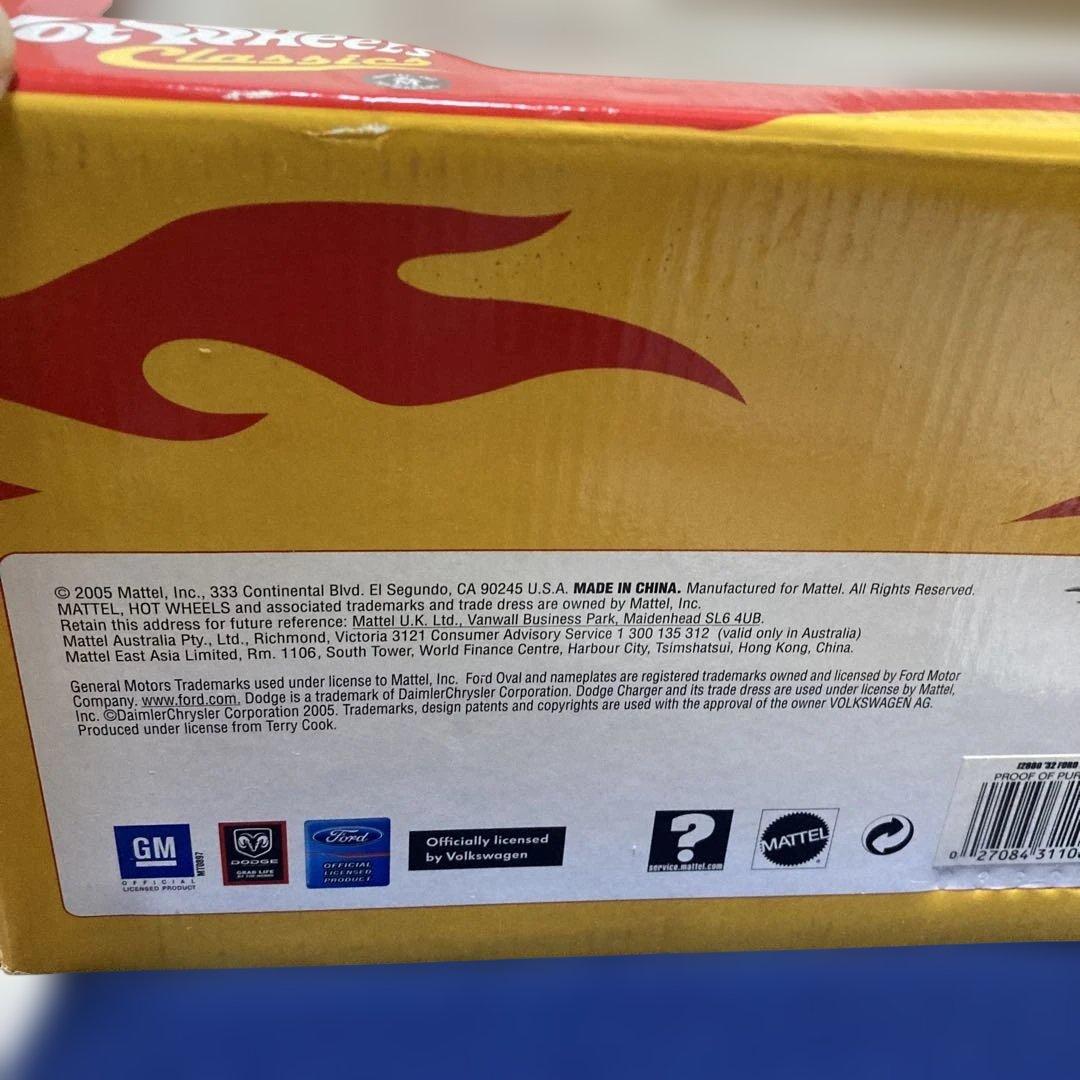 Hot Wheels
Classics
© 2005 Mattel, Inc., 333 Continental Blvd. El Segundo, CA 90245 U.S.A. MADE IN CHINA. Manufactured for Mattel. All Rights Reserved.
MATTEL, HOT WHEELS and associated trademarks and trade dress are owned by Mattel, Inc.
Retain this address for future reference: Mattel U.K. Ltd., Vanwall Business Park, Maidenhead SL6 4UB.
Mattel Australia Pty., Ltd., Richmond, Victoria 3121 Consumer Advisory Service 1 300 135 312 (valid only in Australia)
Mattel East Asia Limited, Rm. 1106, South Tower, World Finance Centre, Harbour City, Tsimshatsui, Hong Kong, China.
General Motors Trademarks used under license to Mattel, Inc. Ford Oval and nameplates are registered trademarks owned and licensed by Ford Motor
Company. www.ford.com. Dodge is a trademark of DaimlerChrysler Corporation. Dodge Charger and its trade dress are used under license by Mattel,
Inc. ©DaimlerChrysler Corporation 2005. Trademarks, design patents and copyrights are used with the approval of the owner VOLKSWAGEN AG.
Produced under license from Terry Cook.
GM
OFFICIAL
LICENSED PRODUCT
MT0897
DODGE
GRAB LIFE
BY THE HORNS
Ford
OFFICIAL
LICENSED
PRODUCT
Officially licensed
by Volkswagen
?
service.mattel.com
MATTEL
'32 FORD
PROOF OF PUR
0 27084 3110